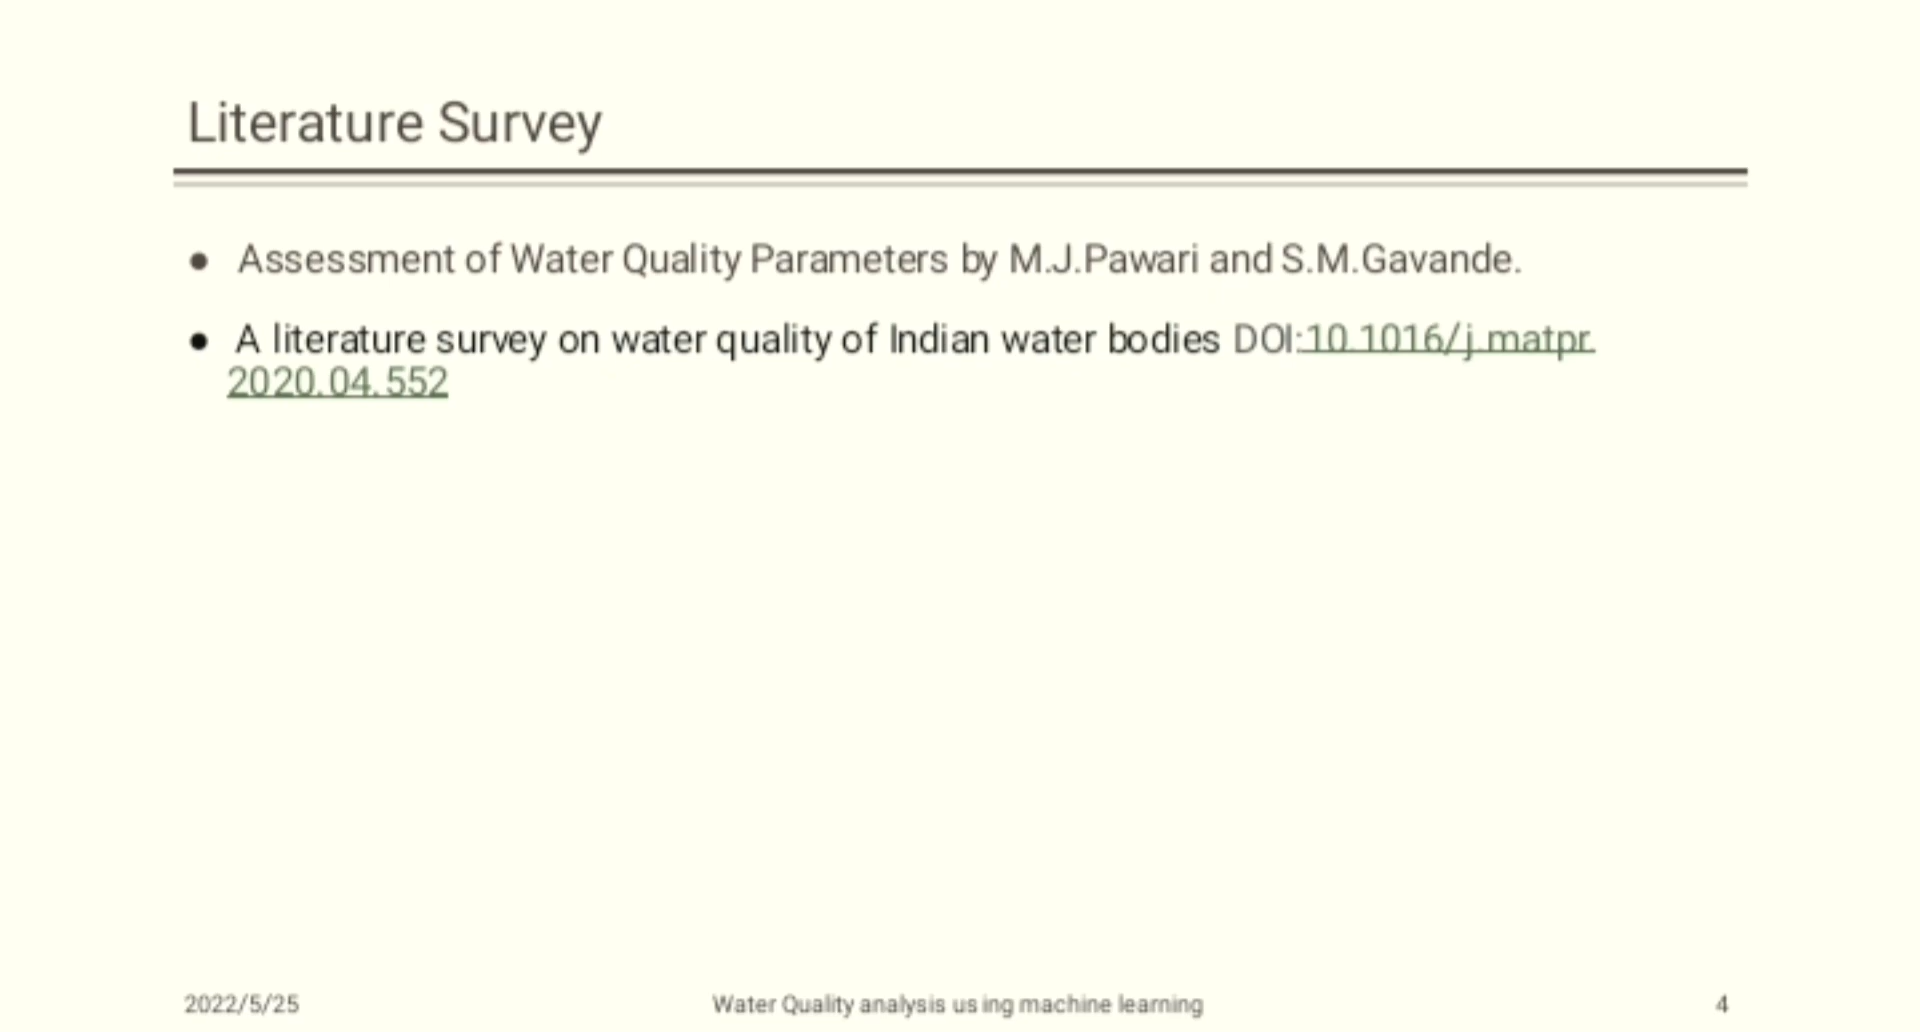 Literature Survey
● Assessment of Water Quality Parameters by M.J.Pawari and S.M.Gavande.
● A literature survey on water quality of Indian water bodies DOI:10.1016/j.matpr.
2020.04.552
2022/5/25
Water Quality analysis us ing machine learning
4